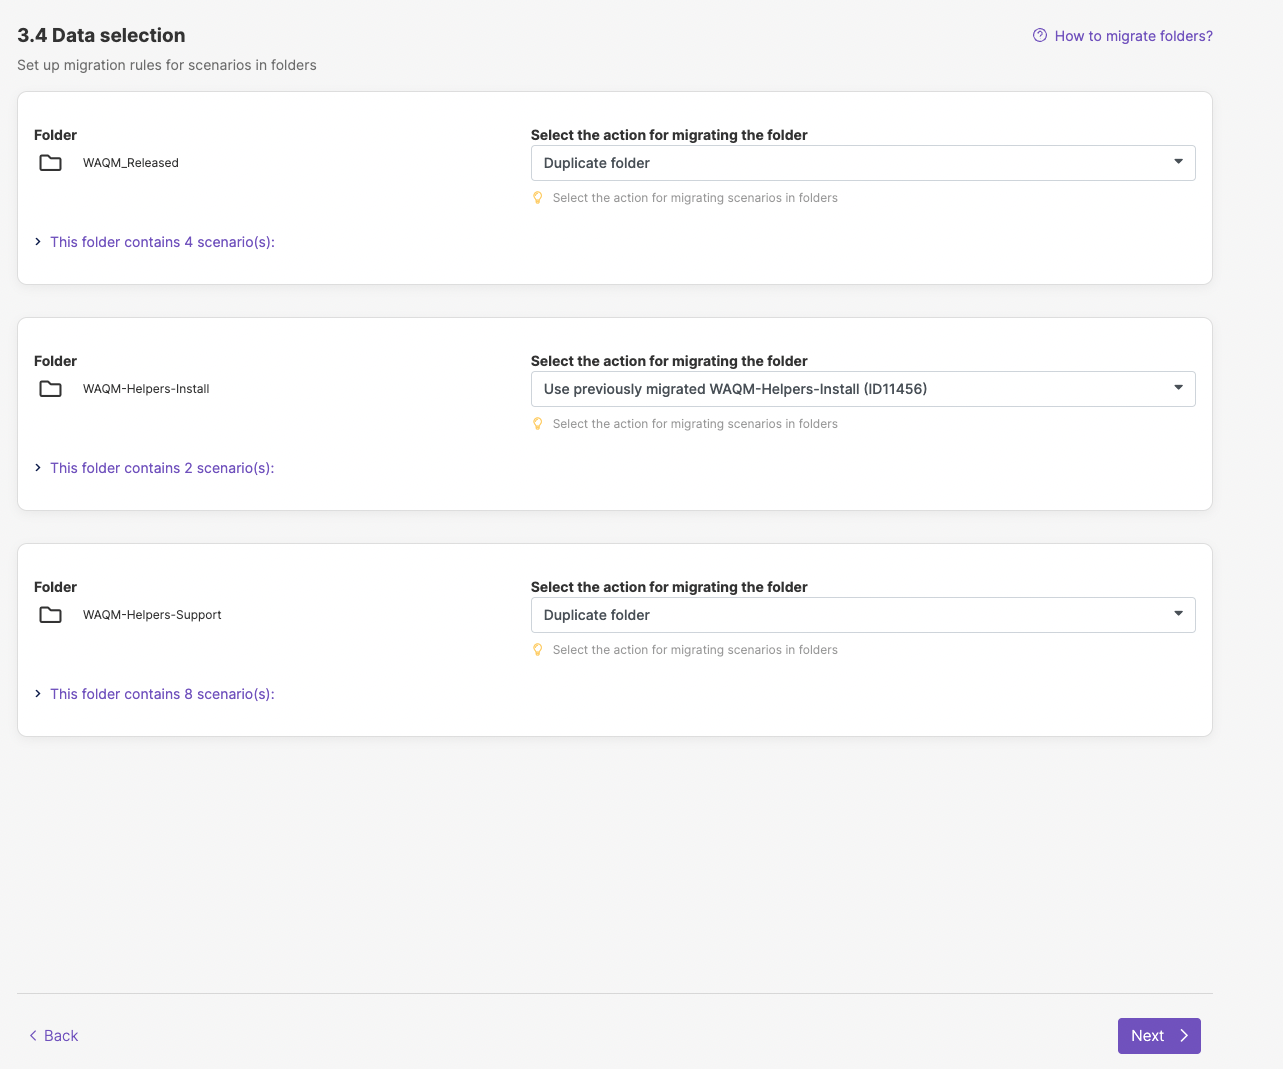 3.4 Data selection
How to migrate folders?
Set up migration rules for scenarios in folders
Folder
Select the action for migrating the folder
WAQM_Released
Duplicate folder
Select the action for migrating scenarios in folders
This folder contains 4 scenario(s):
Folder
Select the action for migrating the folder
WAQM-Helpers-Install
Use previously migrated WAQM-Helpers-Install (ID11456)
Select the action for migrating scenarios in folders
This folder contains 2 scenario(s):
Folder
Select the action for migrating the folder
WAQM-Helpers-Support
Duplicate folder
Select the action for migrating scenarios in folders
This folder contains 8 scenario(s):
Back
Next